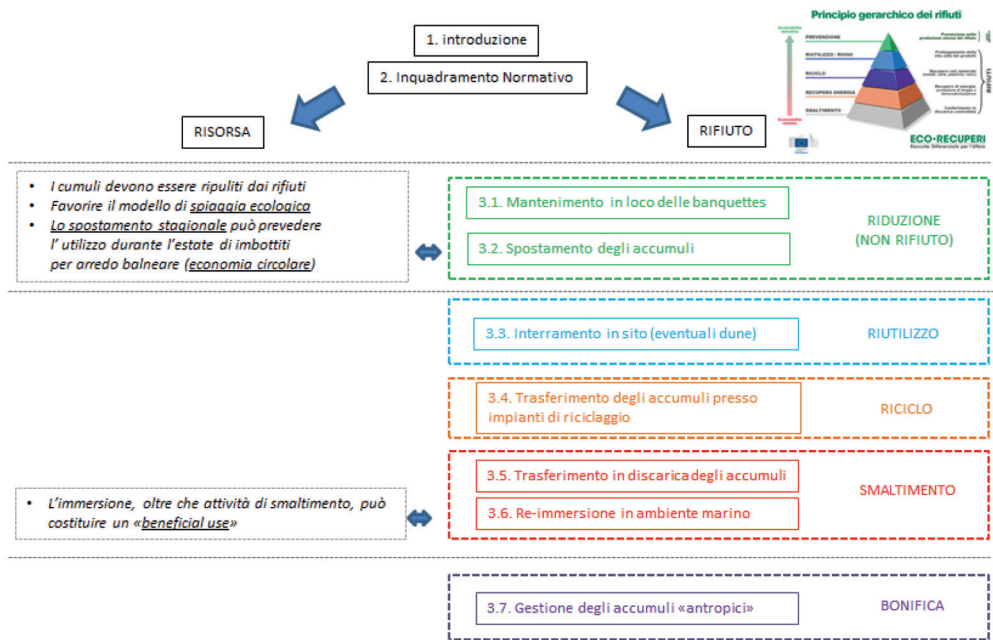 Principio gerarchico dei rifiuti
1. introduzione
2. Inquadramento Normativo
PREVENZIONE
RIUTILIZZO / RIUSO
RICICLO
RECUPERO ENERGIA
SMALTIMENTO
RIFIUTI
ECO-RECUPERI
Raccolte Differenziate per l'Ufficio
RISORSA
RIFIUTO
• I cumuli devono essere ripuliti dai rifiuti
• Favorire il modello di spiaggia ecologica
• Lo spostamento stagionale può prevedere
l' utilizzo durante l'estate di imbottiti
per arredo balneare (economia circolare)
3.1. Mantenimento in loco delle banquettes
3.2. Spostamento degli accumuli
RIDUZIONE
(NON RIFIUTO)
3.3. Interramento in sito (eventuali dune)
RIUTILIZZO
3.4. Trasferimento degli accumuli presso
impianti di riciclaggio
RICICLO
3.5. Trasferimento in discarica degli accumuli
3.6. Re-immersione in ambiente marino
SMALTIMENTO
• L'immersione, oltre che attività di smaltimento, può
costituire un «beneficial use»
3.7. Gestione degli accumuli «antropici»
BONIFICA